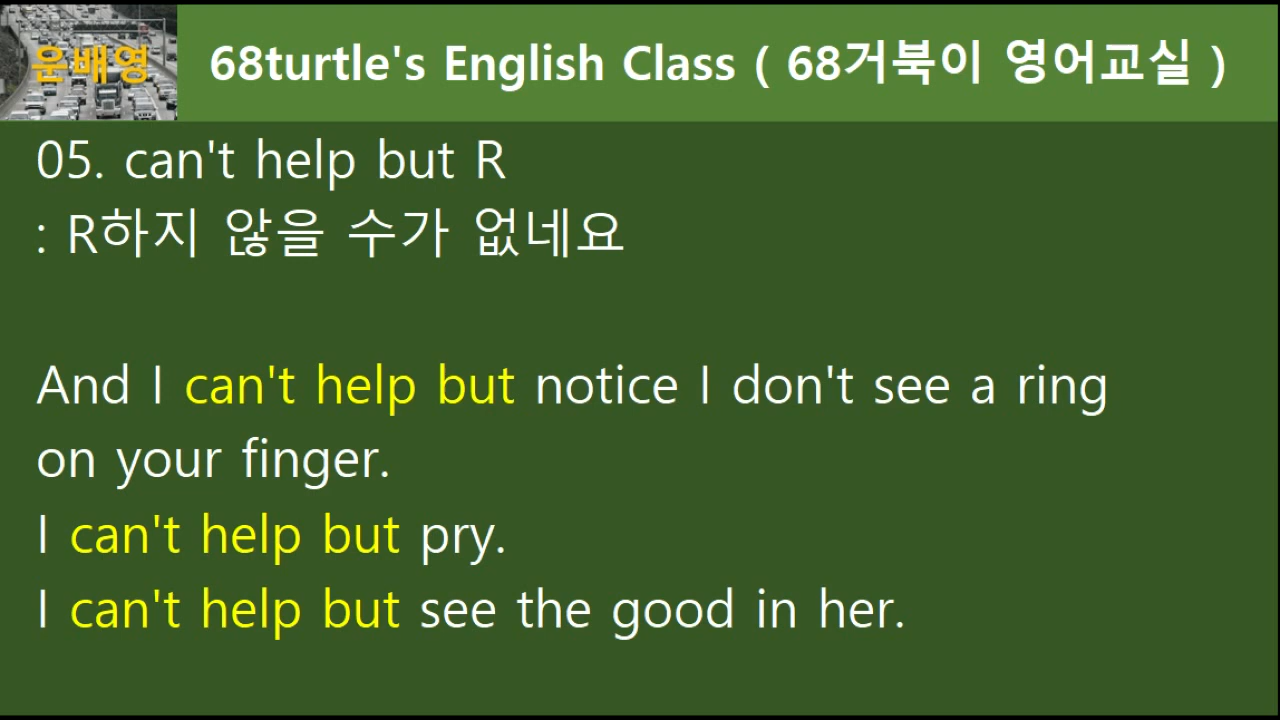 윤배영
68turtle's English Class ( 68거북이 영어교실 )
05. can't help but R
: R하지 않을 수가 없네요
And I can't help but notice I don't see a ring
on your finger.
I can't help but pry.
I can't help but see the good in her.